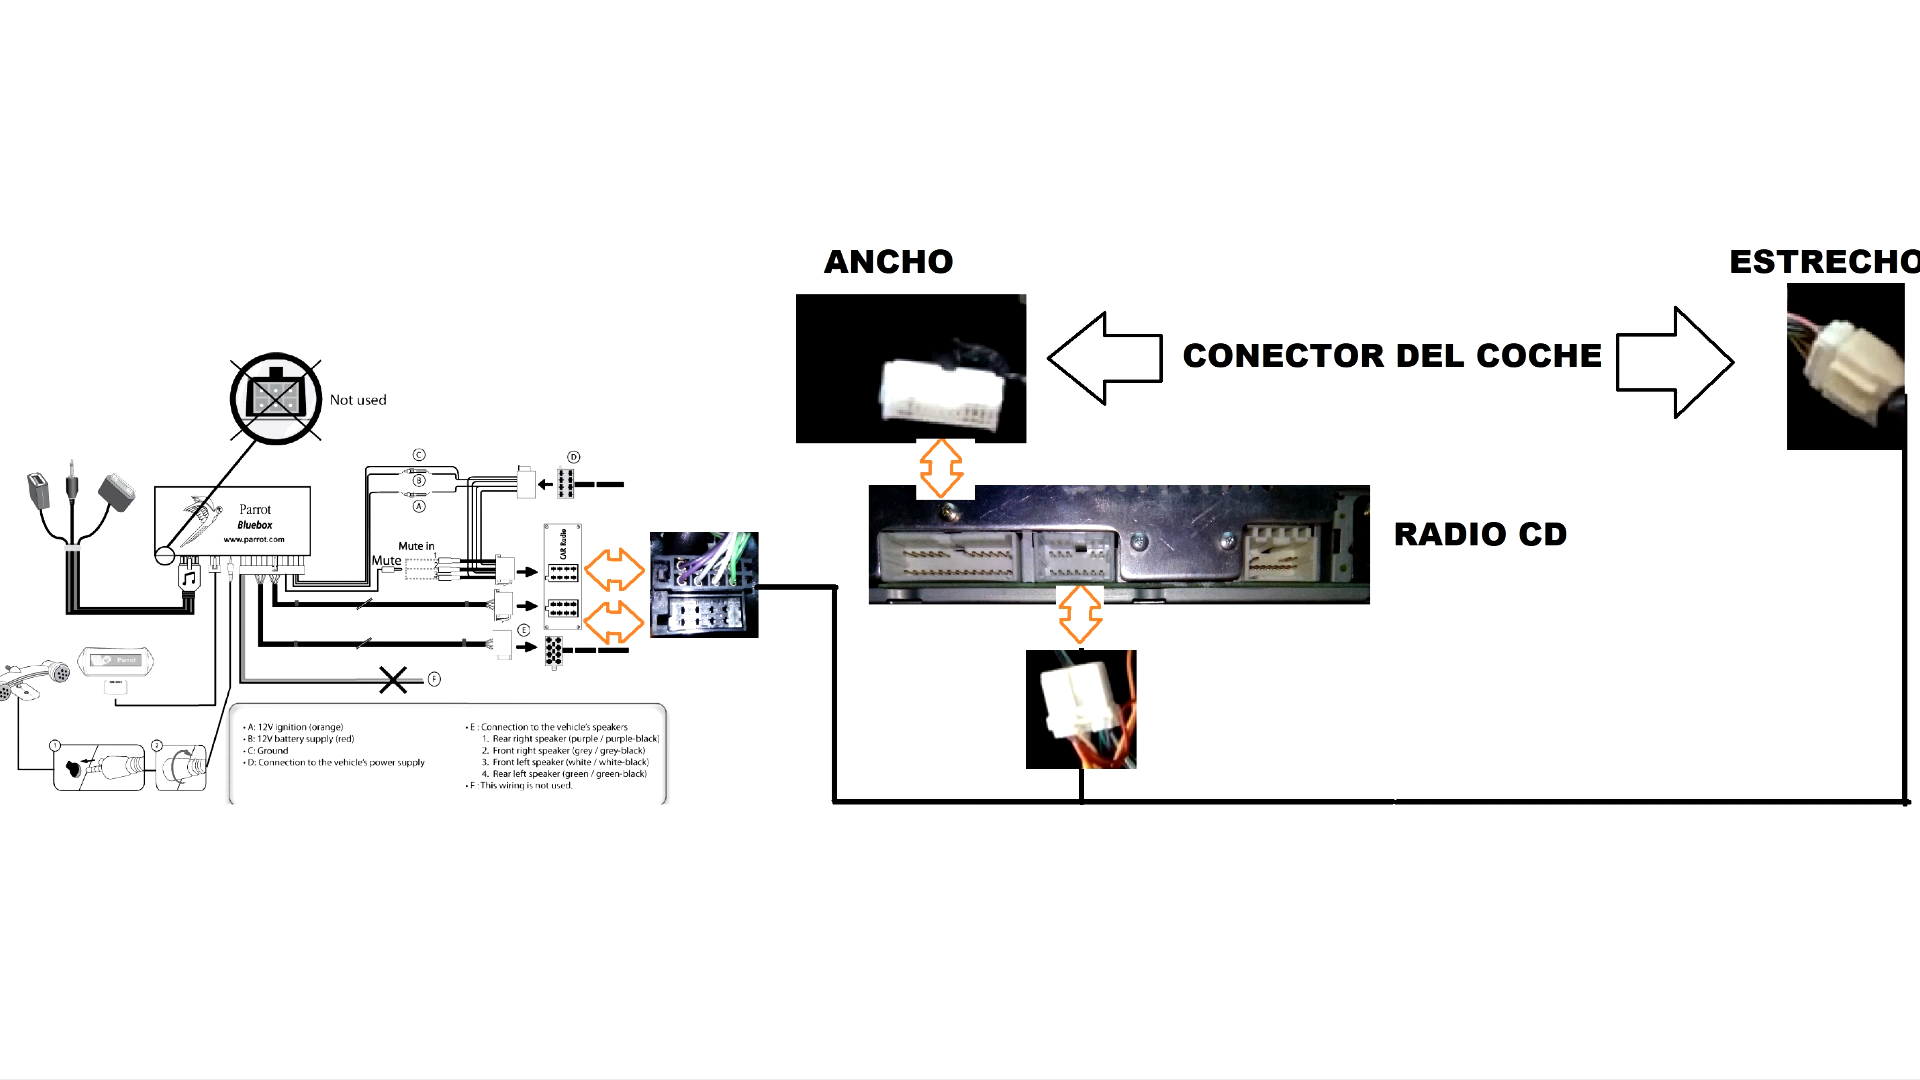 ANCHO
ESTRECHO
CONECTOR DEL COCHE
RADIO CD
Not used
Parrot
Bluebox
www.parrot.com
C
B
A
D
Mute in
Mute
CAR Radio
E
F
Parrot
1
2
• A: 12V ignition (orange)
• B: 12V battery supply (red)
• C: Ground
• D: Connection to the vehicle's power supply
• E : Connection to the vehicle's speakers
1. Rear right speaker (purple / purple-black)
2. Front right speaker (grey / grey-black)
3. Front left speaker (white / white-black)
4. Rear left speaker (green / green-black)
• F : This wiring is not used.